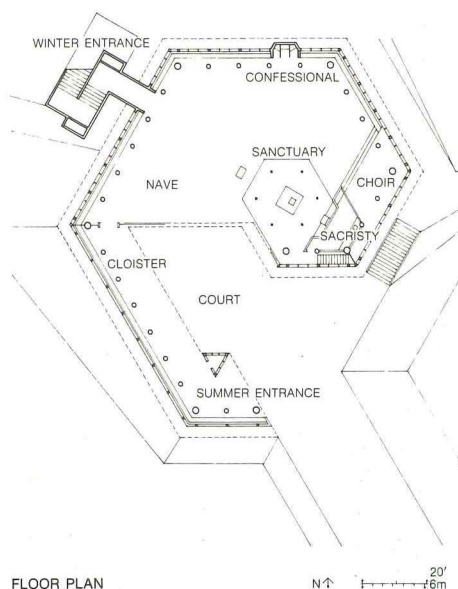 WINTER ENTRANCE
CONFESSIONAL
SANCTUARY
NAVE
CHOIR
SACRISTY
CLOISTER
COURT
SUMMER ENTRANCE
FLOOR PLAN
N
20'
6m